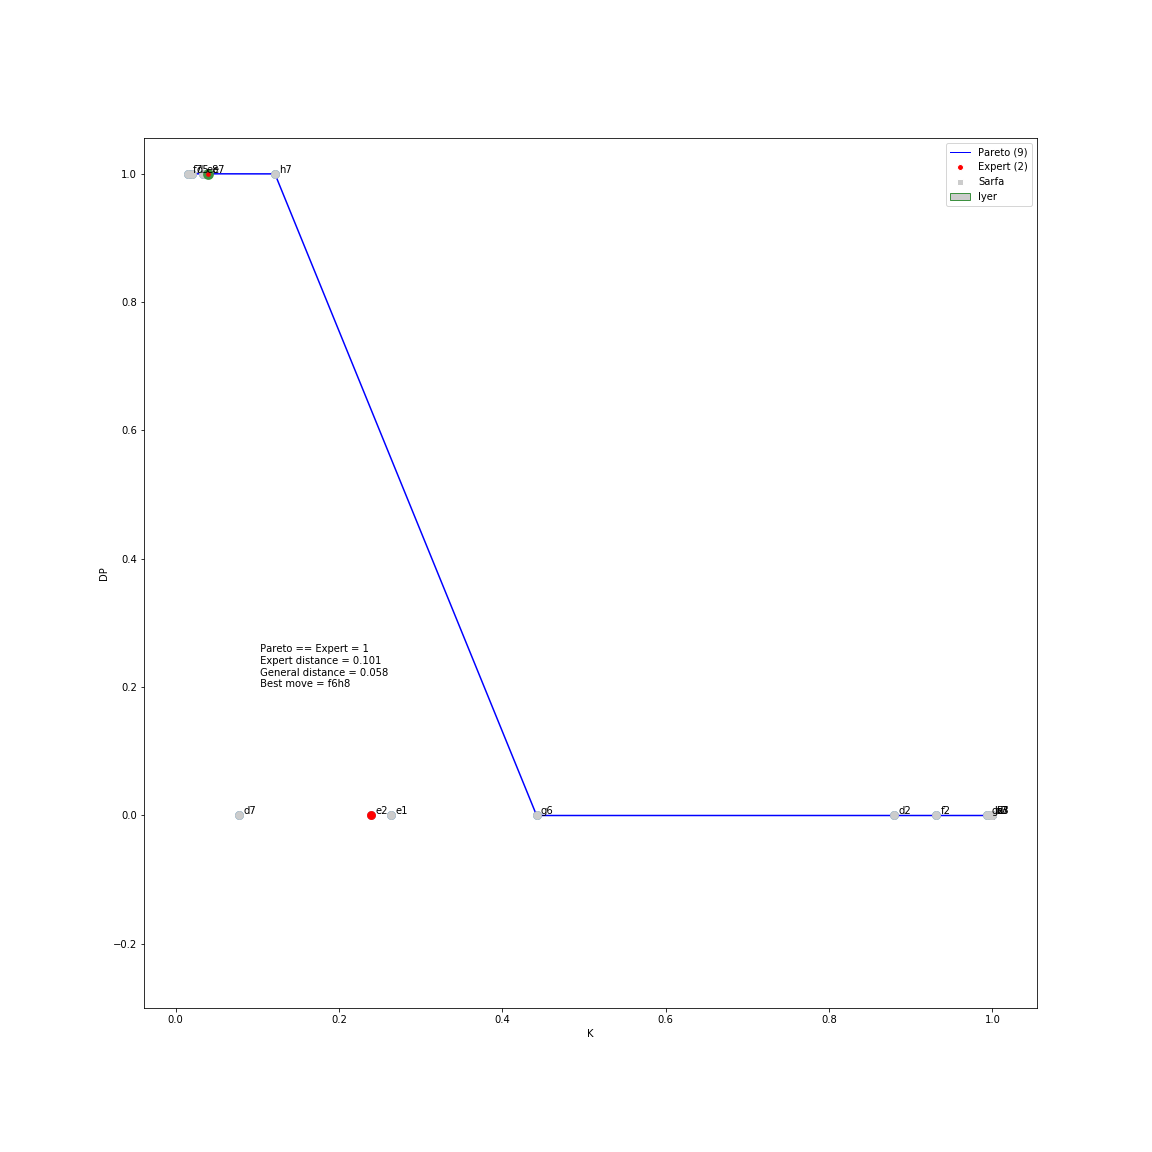 Pareto (9)
Expert (2)
Sarfa
Iyer
1.0
0.8
0.6
0.4
0.2
0.0
−0.2
DP
h7
Pareto == Expert = 1
Expert distance = 0.101
General distance = 0.058
Best move = f6h8
d7
e2
e1
g6
d2
f2
0.0
0.2
0.4
0.6
0.8
1.0
K